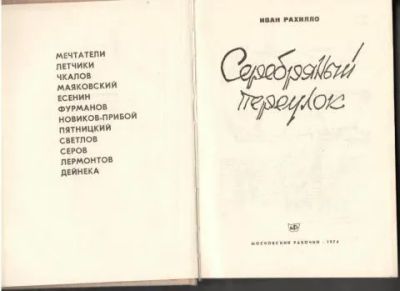 МЕЧТАТЕЛИ
ЛЕТЧИКИ
ЧКАЛОВ
МАЯКОВСКИЙ
ЕСЕНИН
ФУРМАНОВ
НОВИКОВ-ПРИБОЙ
ПЯТНИЦКИЙ
СВЕТЛОВ
СЕРОВ
ЛЕРМОНТОВ
ДЕЙНЕКА
ИВАН РАХИЛЛО
Серебряный
переулок
МОСКОВСКИЙ РАБОЧИЙ · 1974